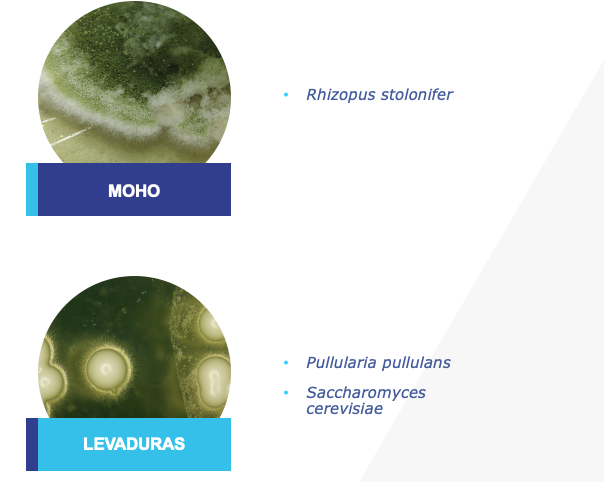 • Rhizopus stolonifer
MOHO
• Pullularia pullulans
• Saccharomyces
cerevisiae
LEVADURAS